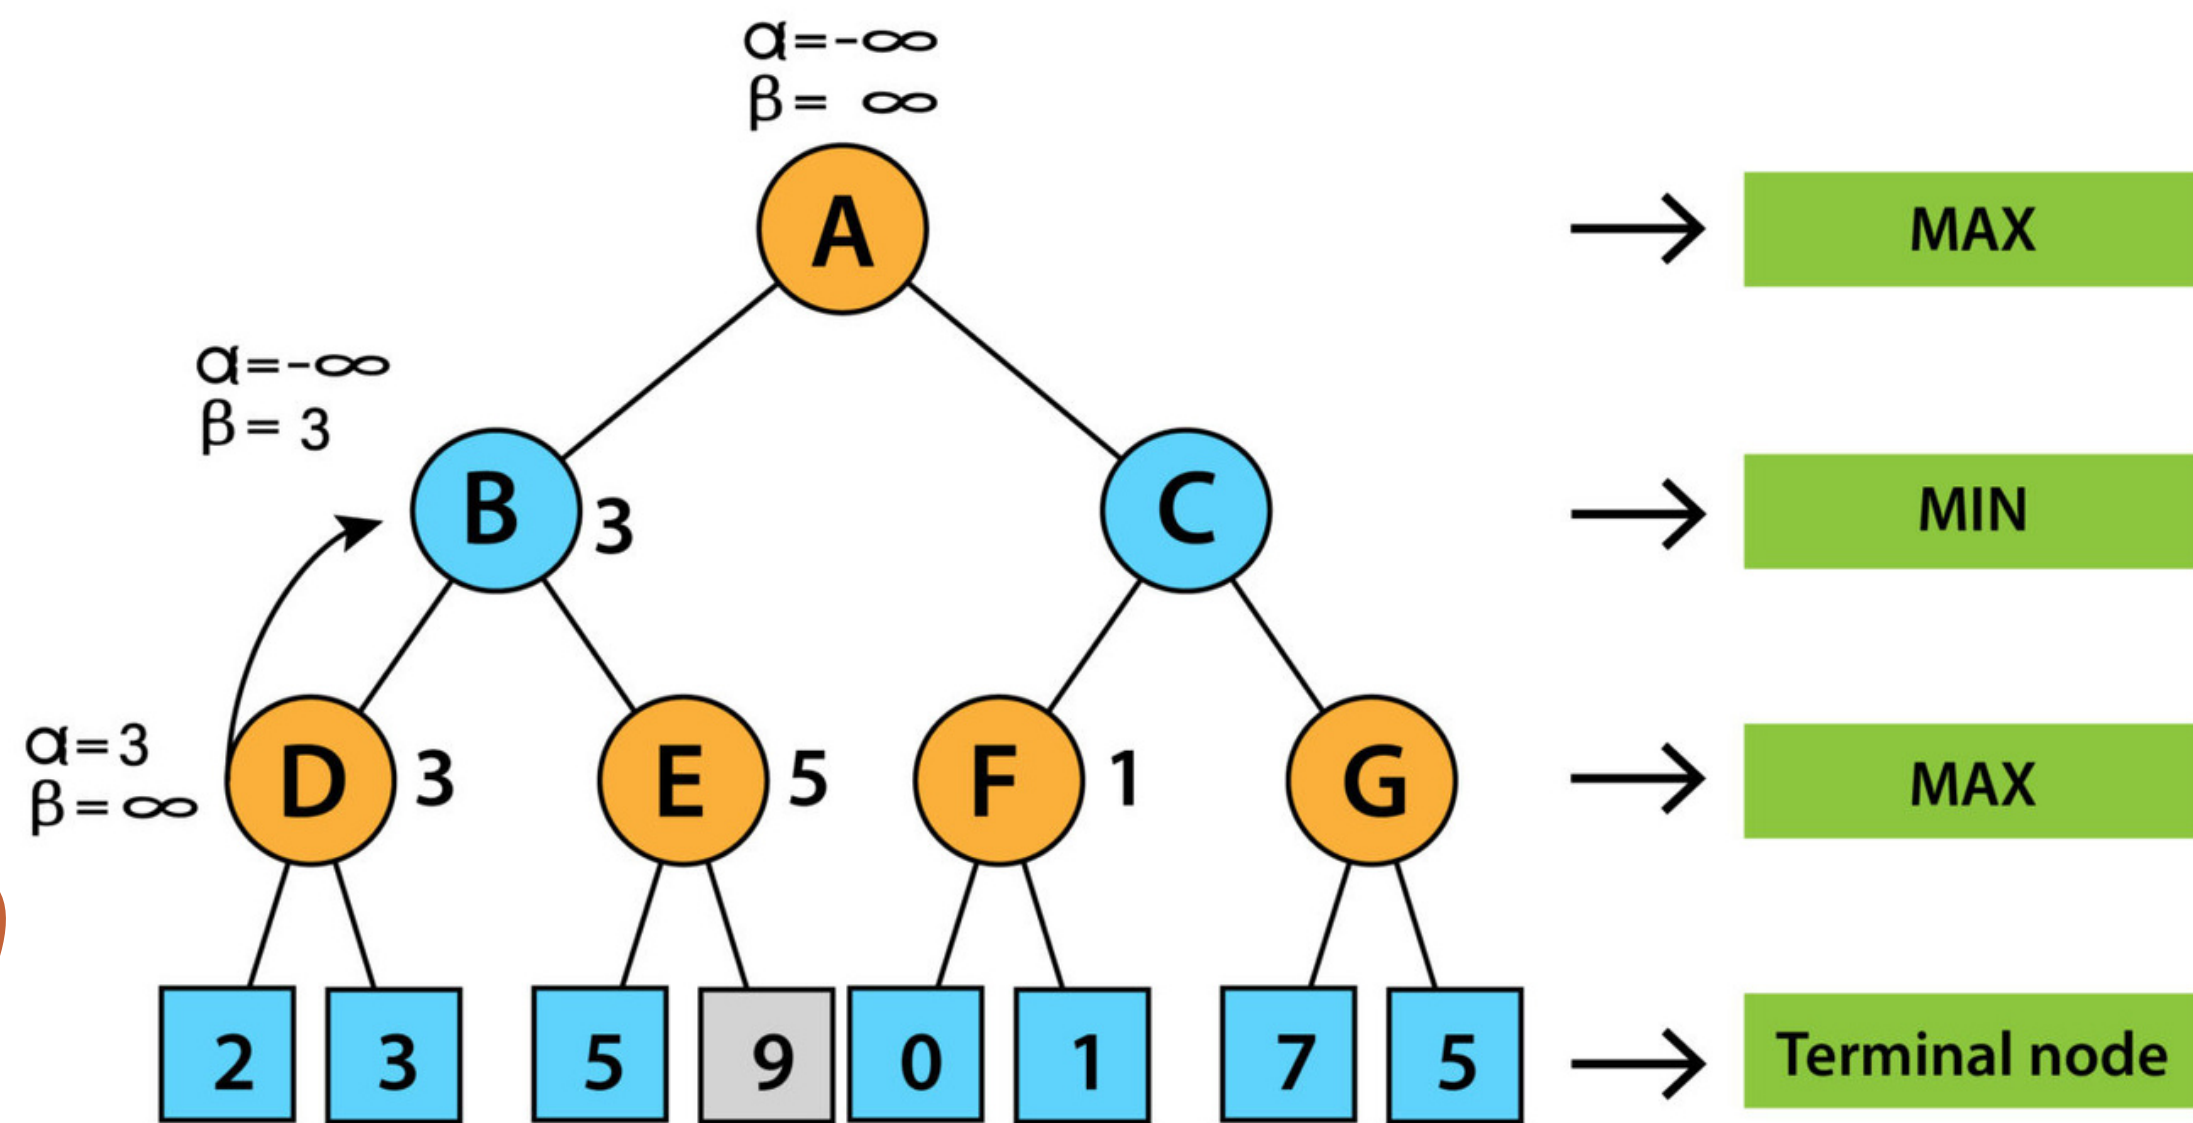 α=-∞
β= ∞
A
MAX
α=-∞
β= 3
B
3
C
MIN
α=3
β=∞
D
3
E
5
F
1
G
MAX
2
3
5
9
0
1
7
5
Terminal node